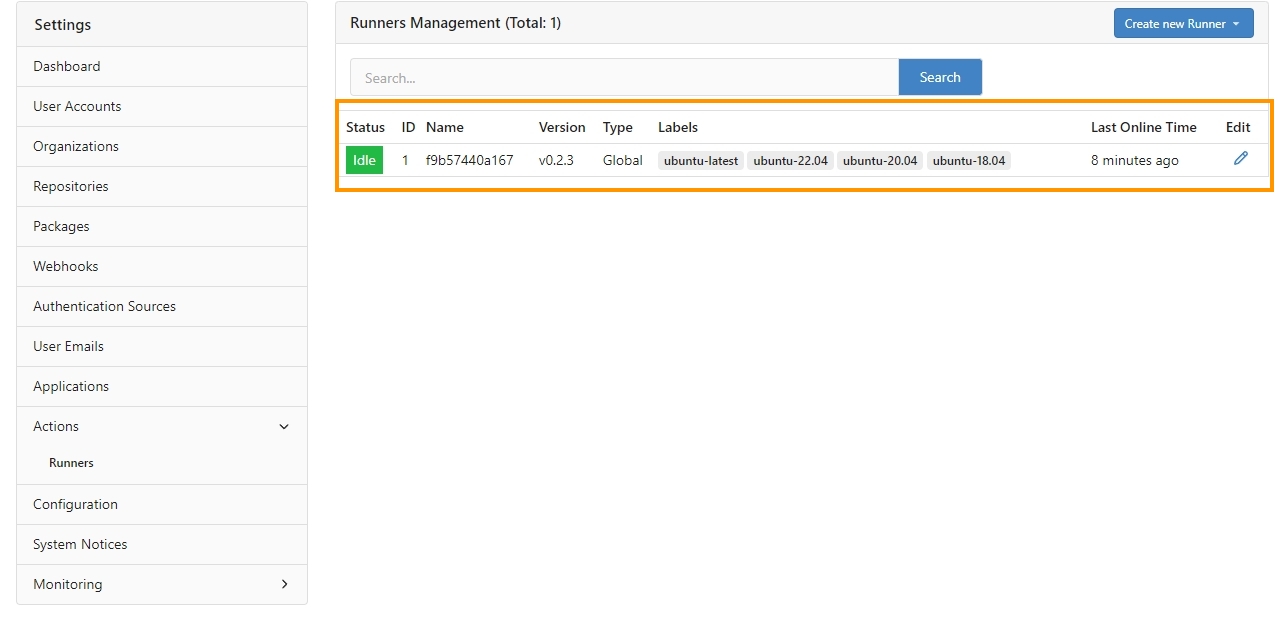 Settings
Dashboard
User Accounts
Organizations
Repositories
Packages
Webhooks
Authentication Sources
User Emails
Applications
Actions
Runners
Configuration
System Notices
Monitoring
Runners Management (Total: 1)
Create new Runner
Search...
Search
Status ID Name Version Type Labels Last Online Time Edit
Idle 1 f9b57440a167 v0.2.3 Global ubuntu-latest ubuntu-22.04 ubuntu-20.04 ubuntu-18.04 8 minutes ago